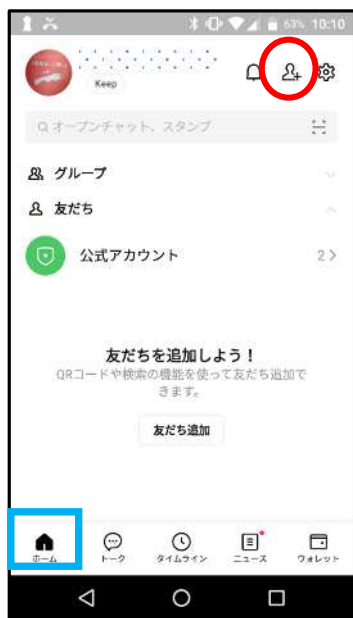 63% 10:10
Keep
オープンチャット、スタンプ
グループ
友だち
公式アカウント
2
友だちを追加しよう!
QRコードや検索の機能を使って友だち追加で
きます。
友だち追加
ホーム
トーク
タイムライン
ニュース
ウォレット